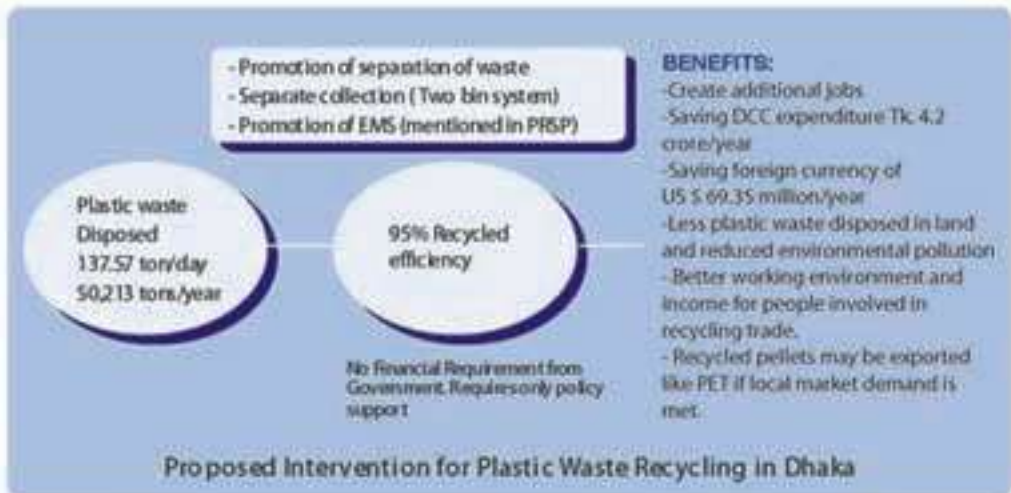 - Promotion of separation of waste
- Separate collection ( Two bin system)
- Promotion of EMS (mentioned in PRSP)
Plastic waste
Disposed
137.57 ton/day
50,213 tons/year
95% Recycled
efficiency
No Financial Requirement from
Government. Requires only policy
support
BENEFITS:
-Create additional jobs
-Saving DCC expenditure Tk. 4.2
crore/year
-Saving foreign currency of
US $ 69.35 million/year
-Less plastic waste disposed in land
and reduced environmental pollution
-Better working environment and
income for people involved in
recycling trade.
- Recycled pellets may be exported
like PET if local market demand is
met.
Proposed Intervention for Plastic Waste Recycling in Dhaka